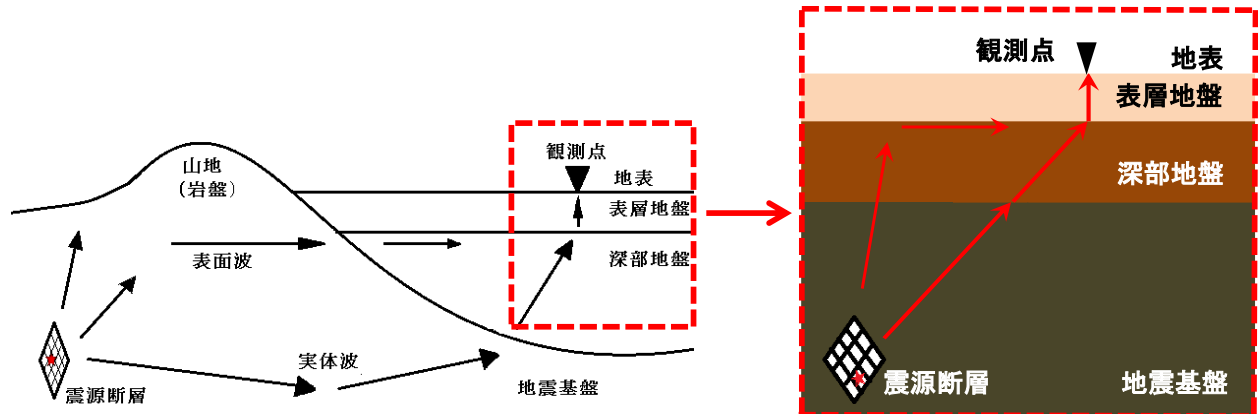 山地
（岩盤）
観測点
地表
表層地盤
表面波
深部地盤
実体波
地震基盤
震源断層
観測点
地表
表層地盤
深部地盤
震源断層
地震基盤